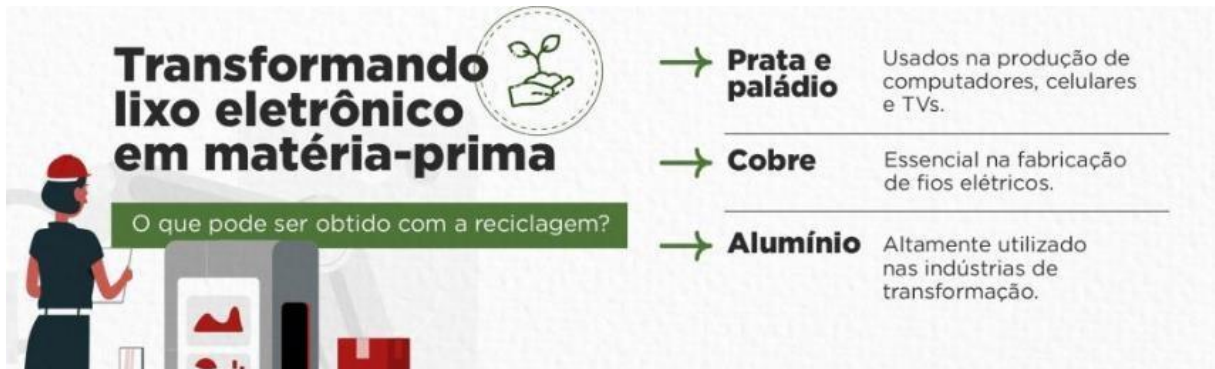 Transformando
lixo eletrônico
em matéria-prima
O que pode ser obtido com a reciclagem?
Prata e
paládio
Usados na produção de
computadores, celulares
e TVs.
Cobre
Essencial na fabricação
de fios elétricos.
Alumínio
Altamente utilizado
nas indústrias de
transformação.